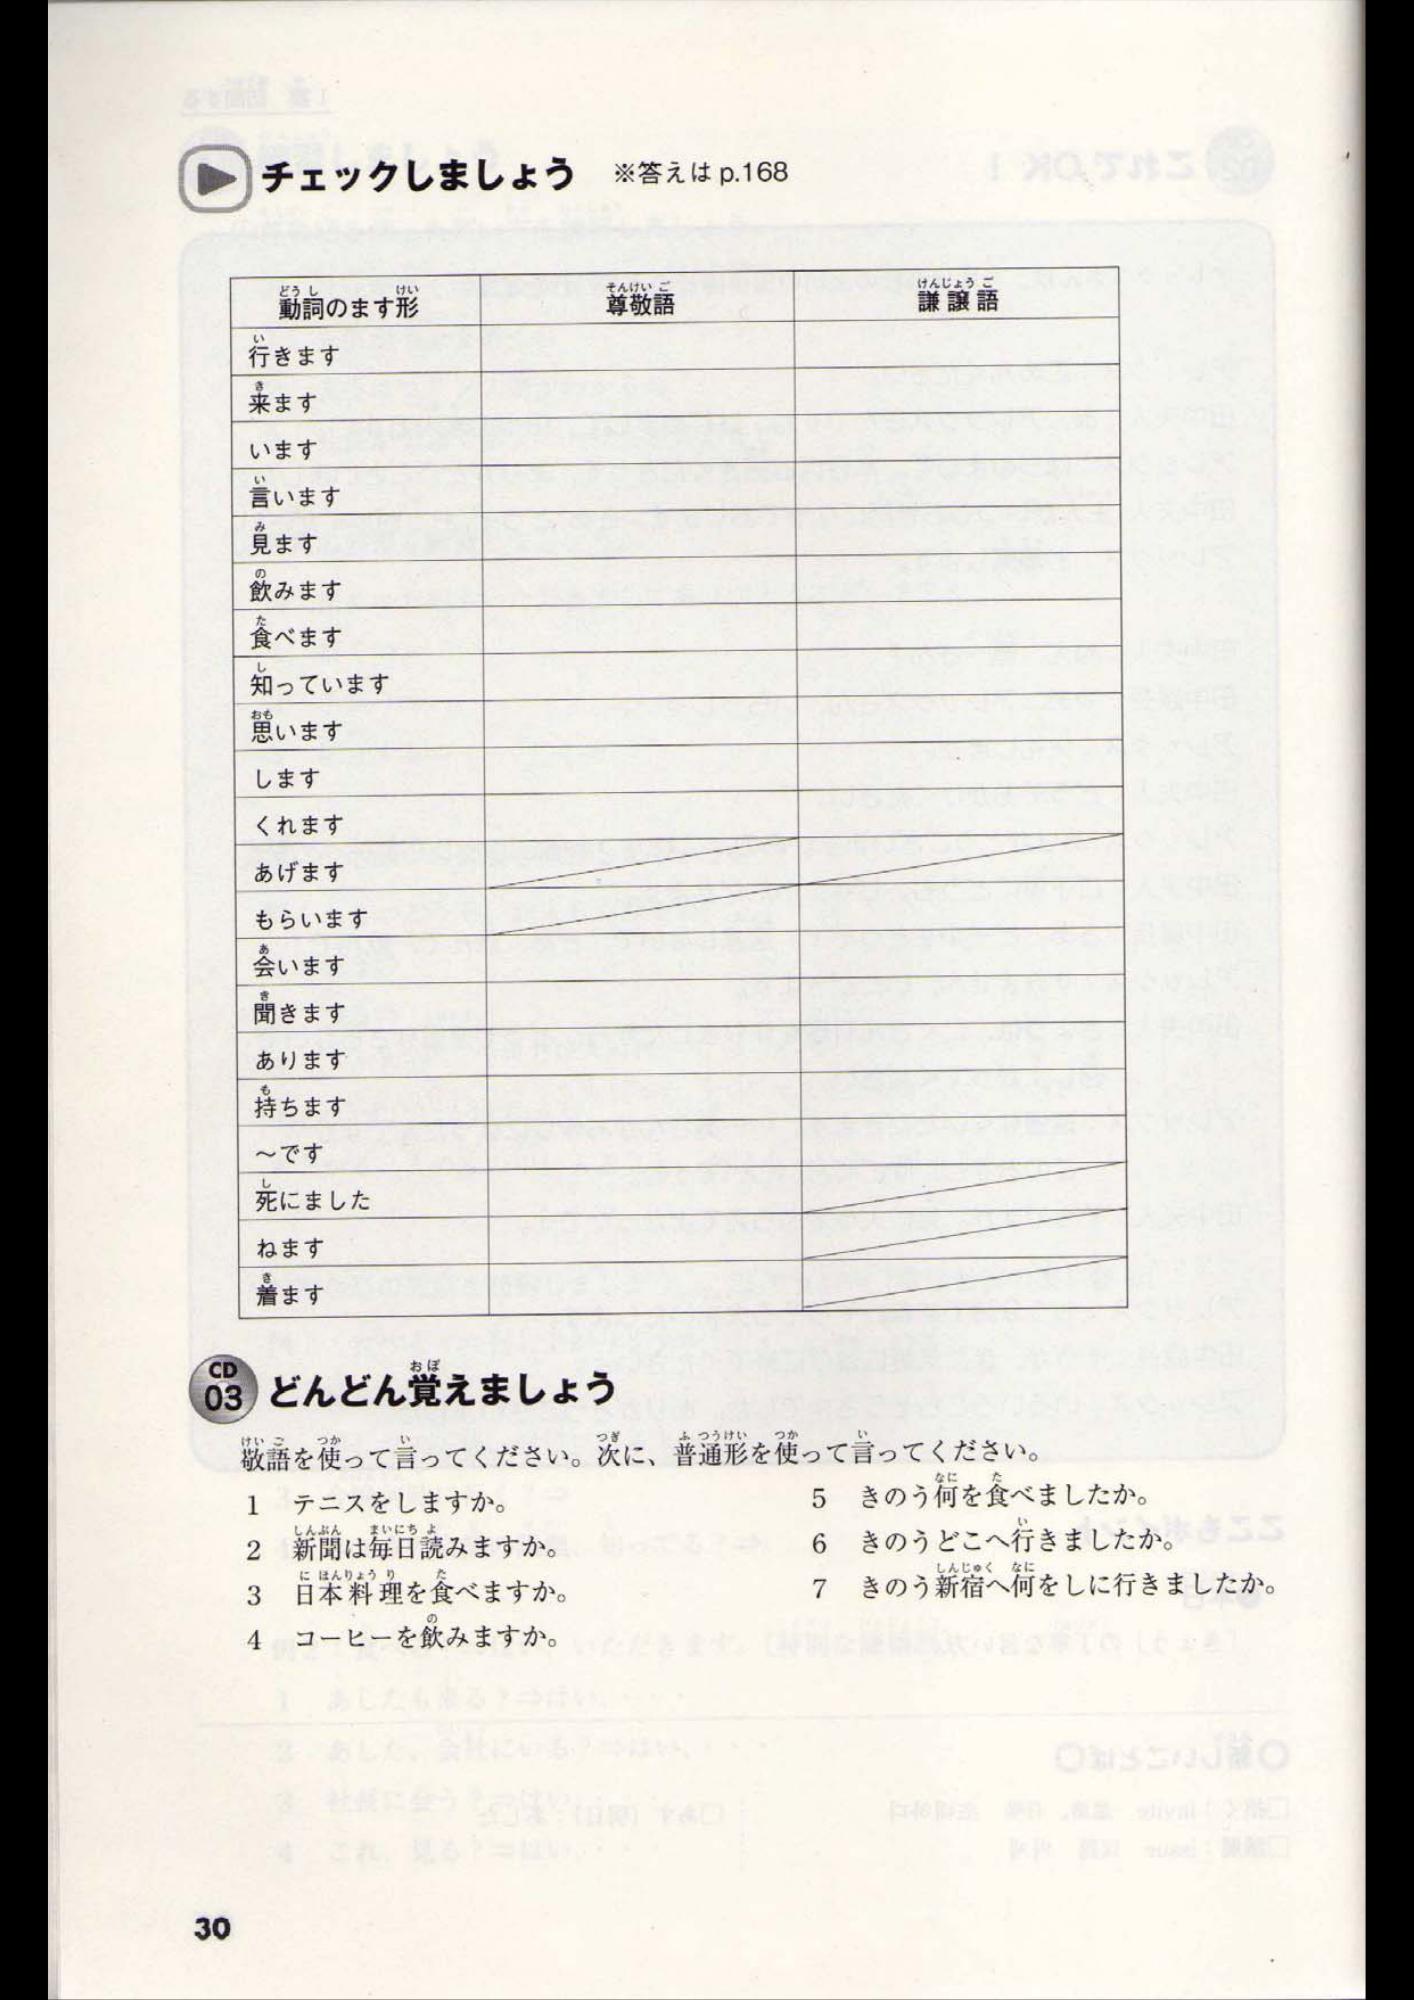 チェックしましょう ※答えは p.168
動詞のます形 尊敬語 謙譲語
行きます
来ます
います
言います
見ます
飲みます
食べます
知っています
思います
します
くれます
あげます
もらいます
会います
聞きます
あります
持ちます
～です
死にました
ねます
着ます
CD 03 どんどん覚えましょう
敬語を使って言ってください。次に、普通形を使って言ってください。
1 テニスをしますか。
2 新聞は毎日読みますか。
3 日本料理を食べますか。
4 コーヒーを飲みますか。
5 きのう何を食べましたか。
6 きのうどこへ行きましたか。
7 きのう新宿へ何をしに行きましたか。
30